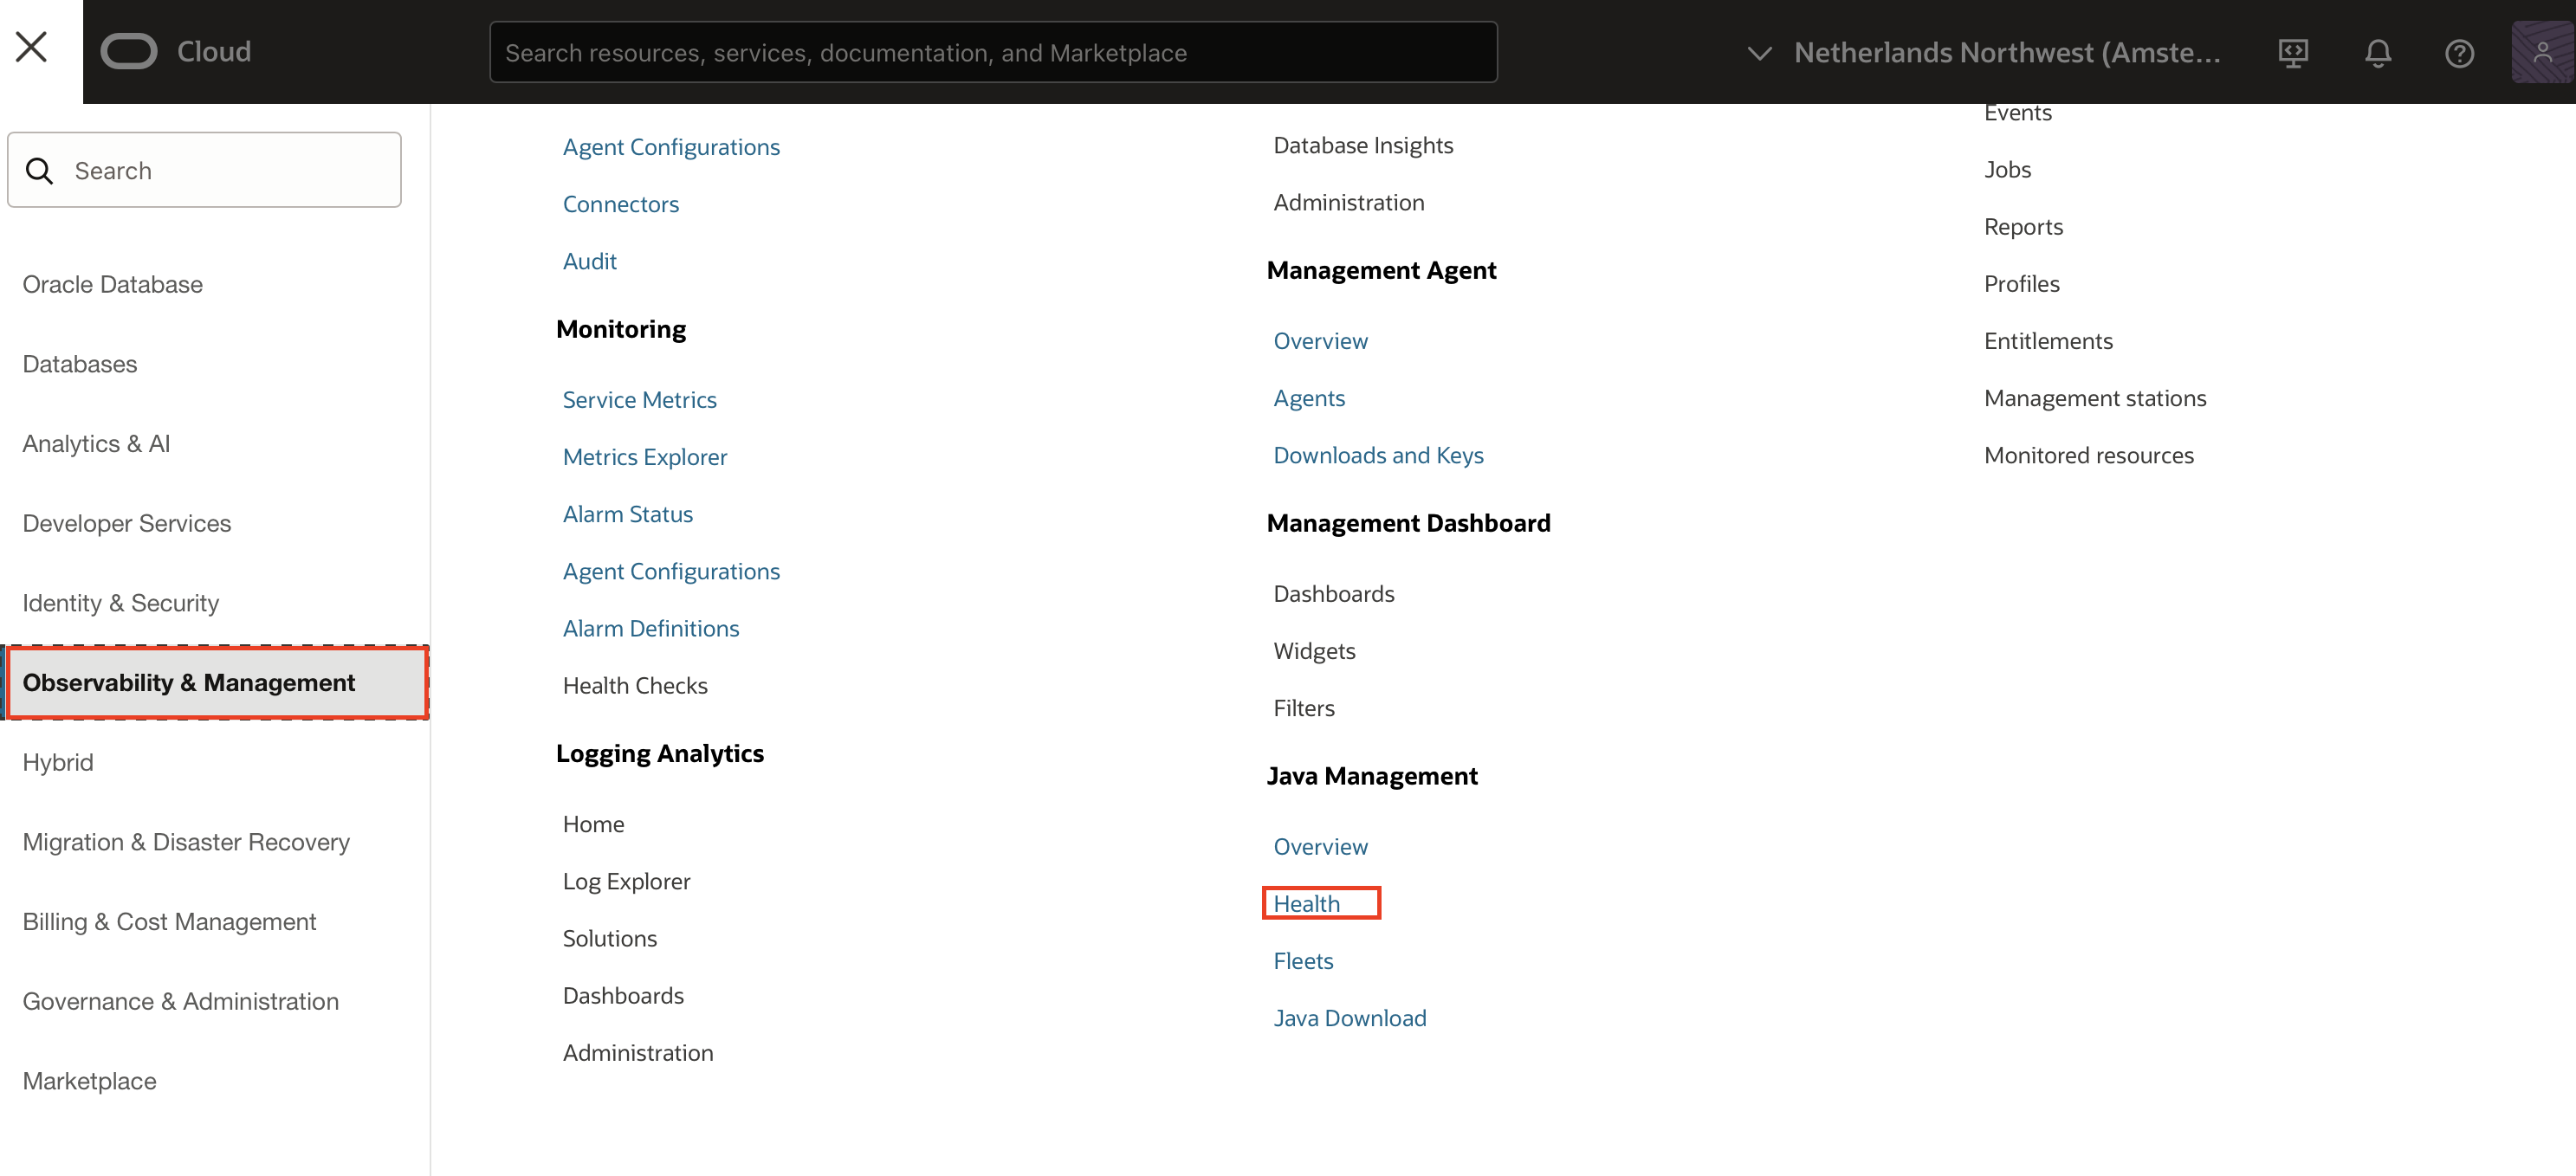 Cloud
Search resources, services, documentation, and Marketplace
Netherlands Northwest (Amste...
Search
Oracle Database
Databases
Analytics & AI
Developer Services
Identity & Security
Observability & Management
Hybrid
Migration & Disaster Recovery
Billing & Cost Management
Governance & Administration
Marketplace
Agent Configurations
Connectors
Audit
Monitoring
Service Metrics
Metrics Explorer
Alarm Status
Agent Configurations
Alarm Definitions
Health Checks
Logging Analytics
Home
Log Explorer
Solutions
Dashboards
Administration
Database Insights
Administration
Management Agent
Overview
Agents
Downloads and Keys
Management Dashboard
Dashboards
Widgets
Filters
Java Management
Overview
Health
Fleets
Java Download
Events
Jobs
Reports
Profiles
Entitlements
Management stations
Monitored resources